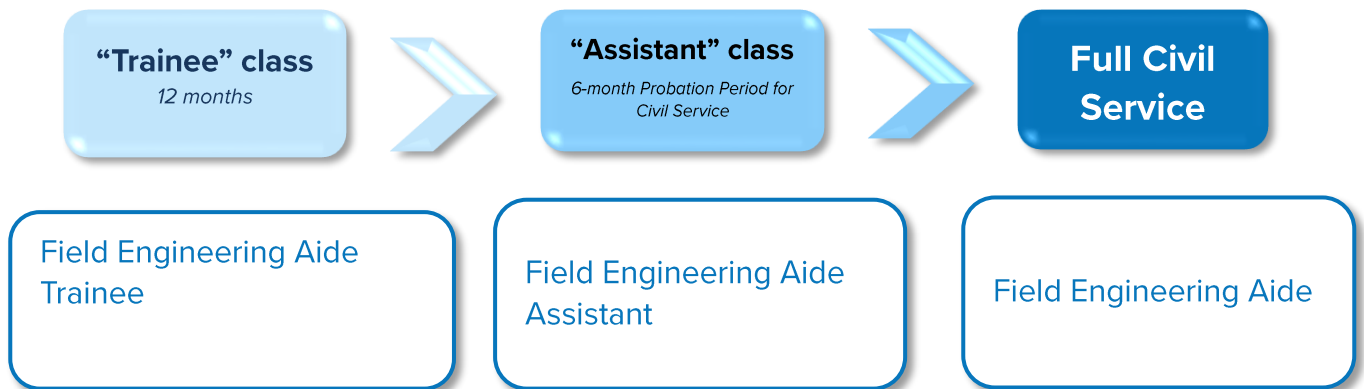 “Trainee” class
12 months
“Assistant” class
6-month Probation Period for
Civil Service
Full Civil
Service
Field Engineering Aide
Trainee
Field Engineering Aide
Assistant
Field Engineering Aide